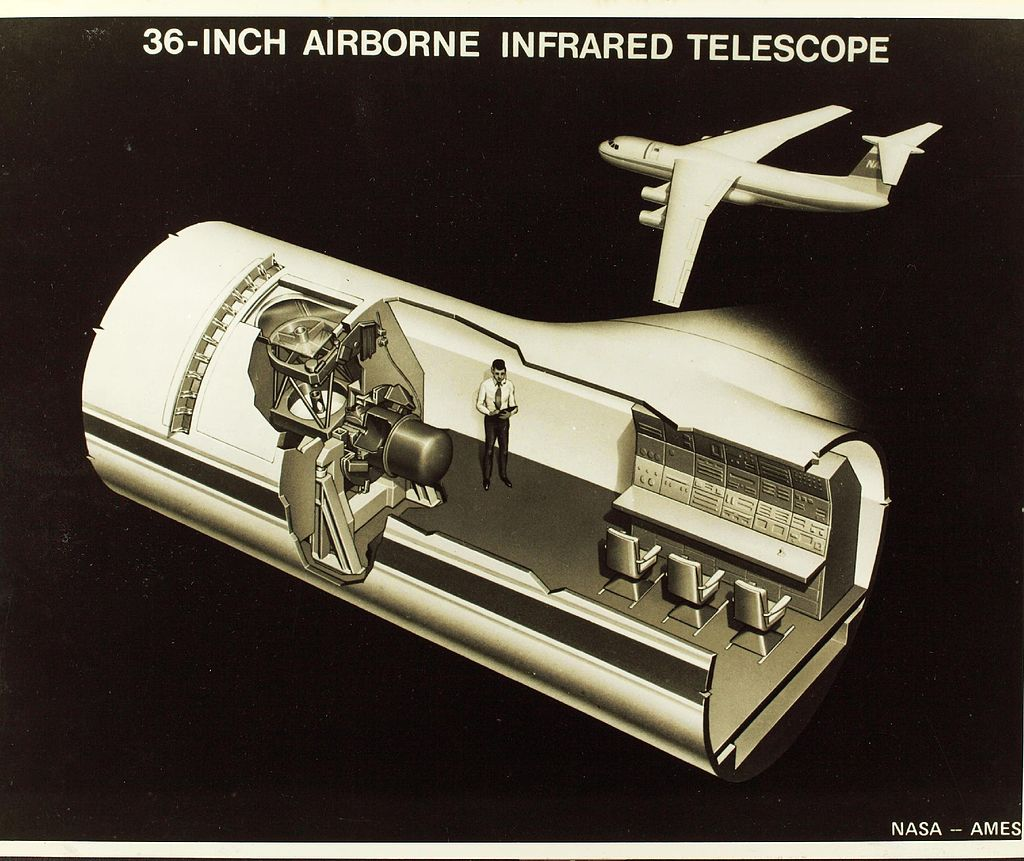 36-INCH AIRBORNE INFRARED TELESCOPE
NASA -- AMES